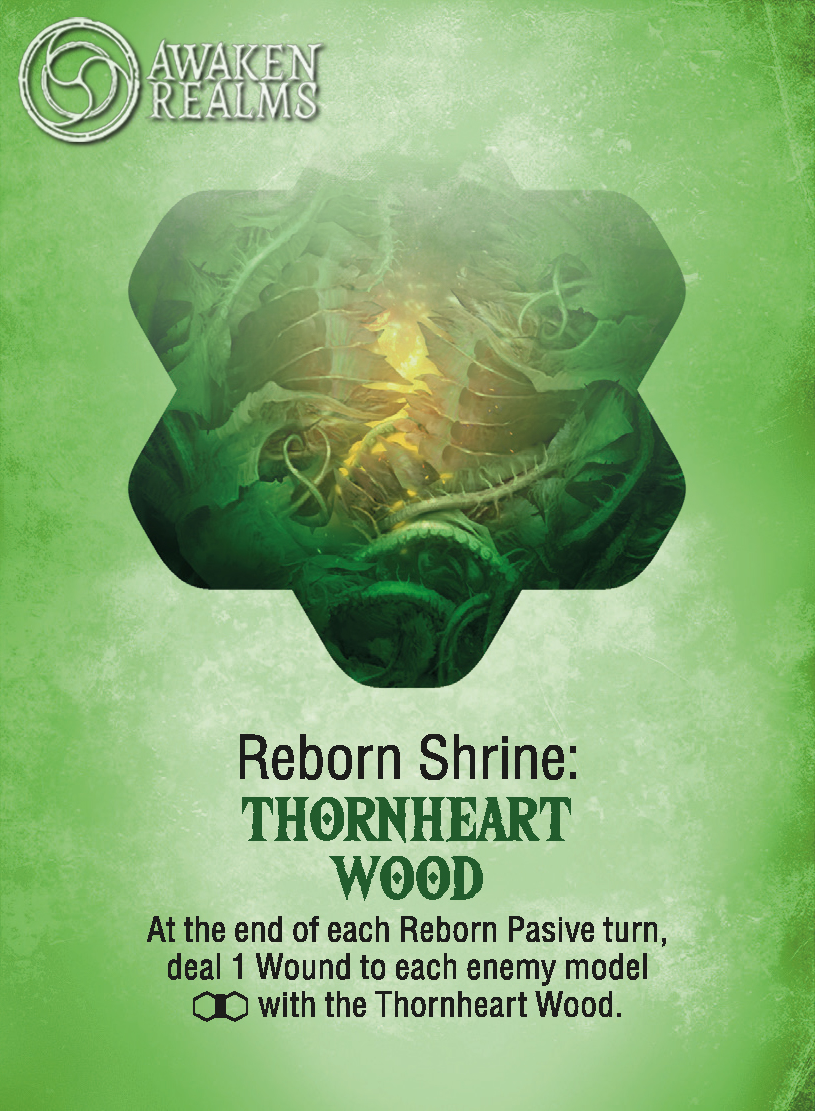 AWAKEN
REALMS
Reborn Shrine:
THORNHEART
WOOD
At the end of each Reborn Pasive turn,
deal 1 Wound to each enemy model
with the Thornheart Wood.